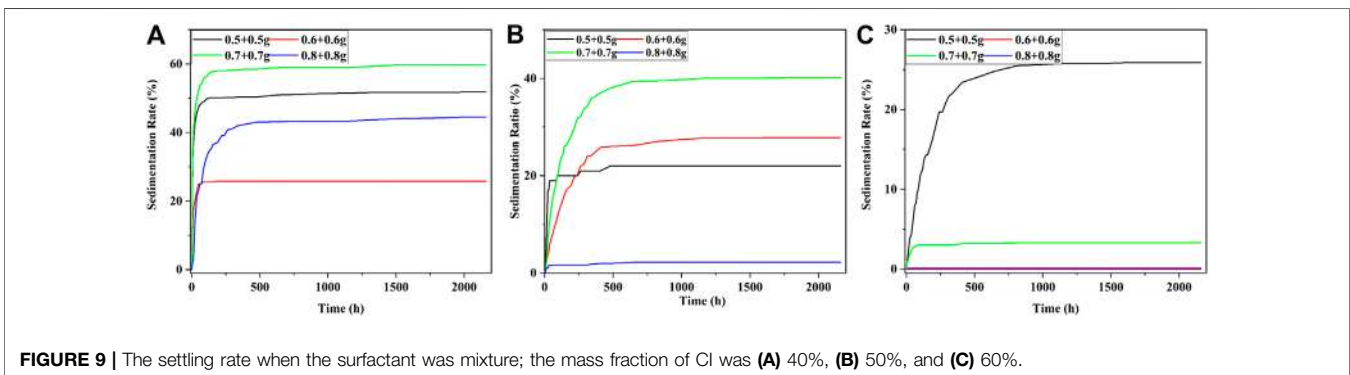 A
0.5+0.5g 0.6+0.6g
0.7+0.7g 0.8+0.8g
Sedimentation Rate (%)
60
40
20
0
0 500 1000 1500 2000
Time (h)
B
0.5+0.5g 0.6+0.6g
0.7+0.7g 0.8+0.8g
Sedimentation Ratio (%)
40
20
0
0 500 1000 1500 2000
Time (h)
C
0.5+0.5g 0.6+0.6g
0.7+0.7g 0.8+0.8g
Sedimentation Rate (%)
30
20
10
0
0 500 1000 1500 2000
Time (h)
FIGURE 9 | The settling rate when the surfactant was mixture; the mass fraction of CI was (A) 40%, (B) 50%, and (C) 60%.